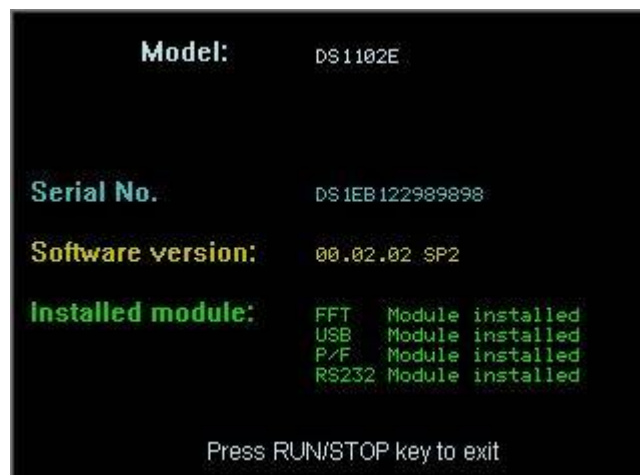 Model: DS1102E
Serial No. DS1EB122989898
Software version: 00.02.02 SP2
Installed module: FFT Module installed
USB Module installed
P/F Module installed
RS232 Module installed
Press RUN/STOP key to exit